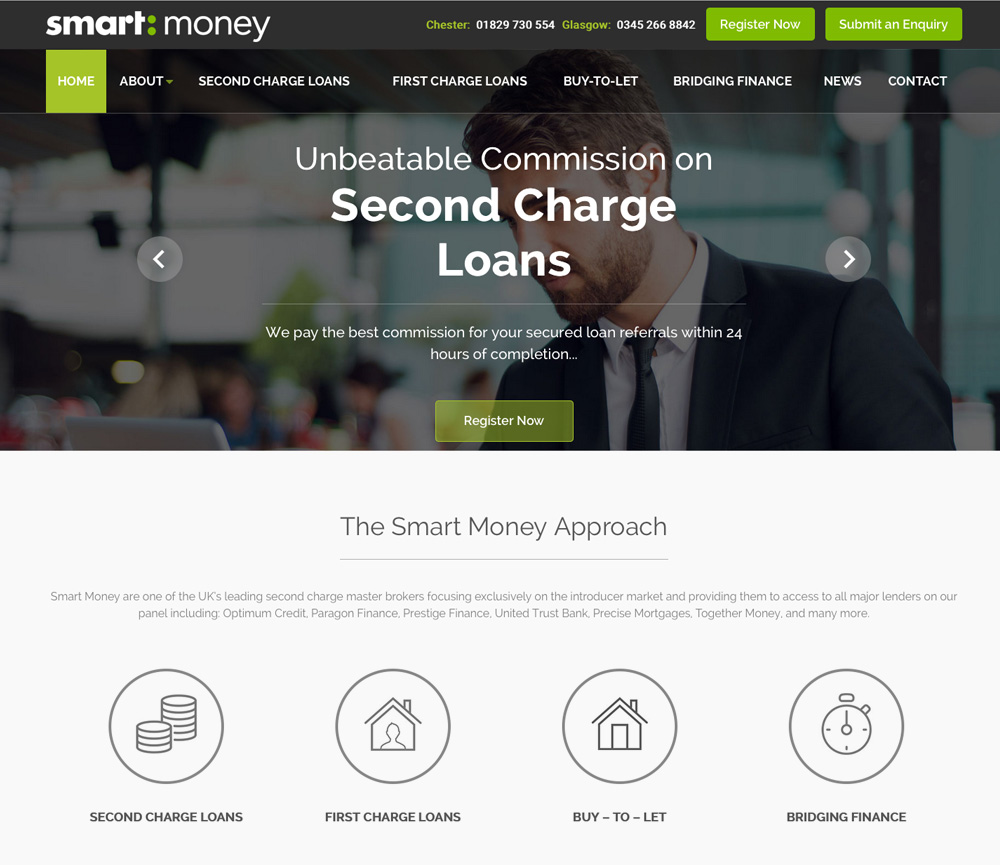 smart: money
Chester: 01829 730 554 Glasgow: 0345 266 8842
Register Now
Submit an Enquiry
HOME
ABOUT
SECOND CHARGE LOANS
FIRST CHARGE LOANS
BUY-TO-LET
BRIDGING FINANCE
NEWS
CONTACT
Unbeatable Commission on
Second Charge
Loans
We pay the best commission for your secured loan referrals within 24
hours of completion...
Register Now
The Smart Money Approach
Smart Money are one of the UK's leading second charge master brokers focusing exclusively on the introducer market and providing them to access to all major lenders on our
panel including: Optimum Credit, Paragon Finance, Prestige Finance, United Trust Bank, Precise Mortgages, Together Money, and many more.
SECOND CHARGE LOANS
FIRST CHARGE LOANS
BUY – TO – LET
BRIDGING FINANCE